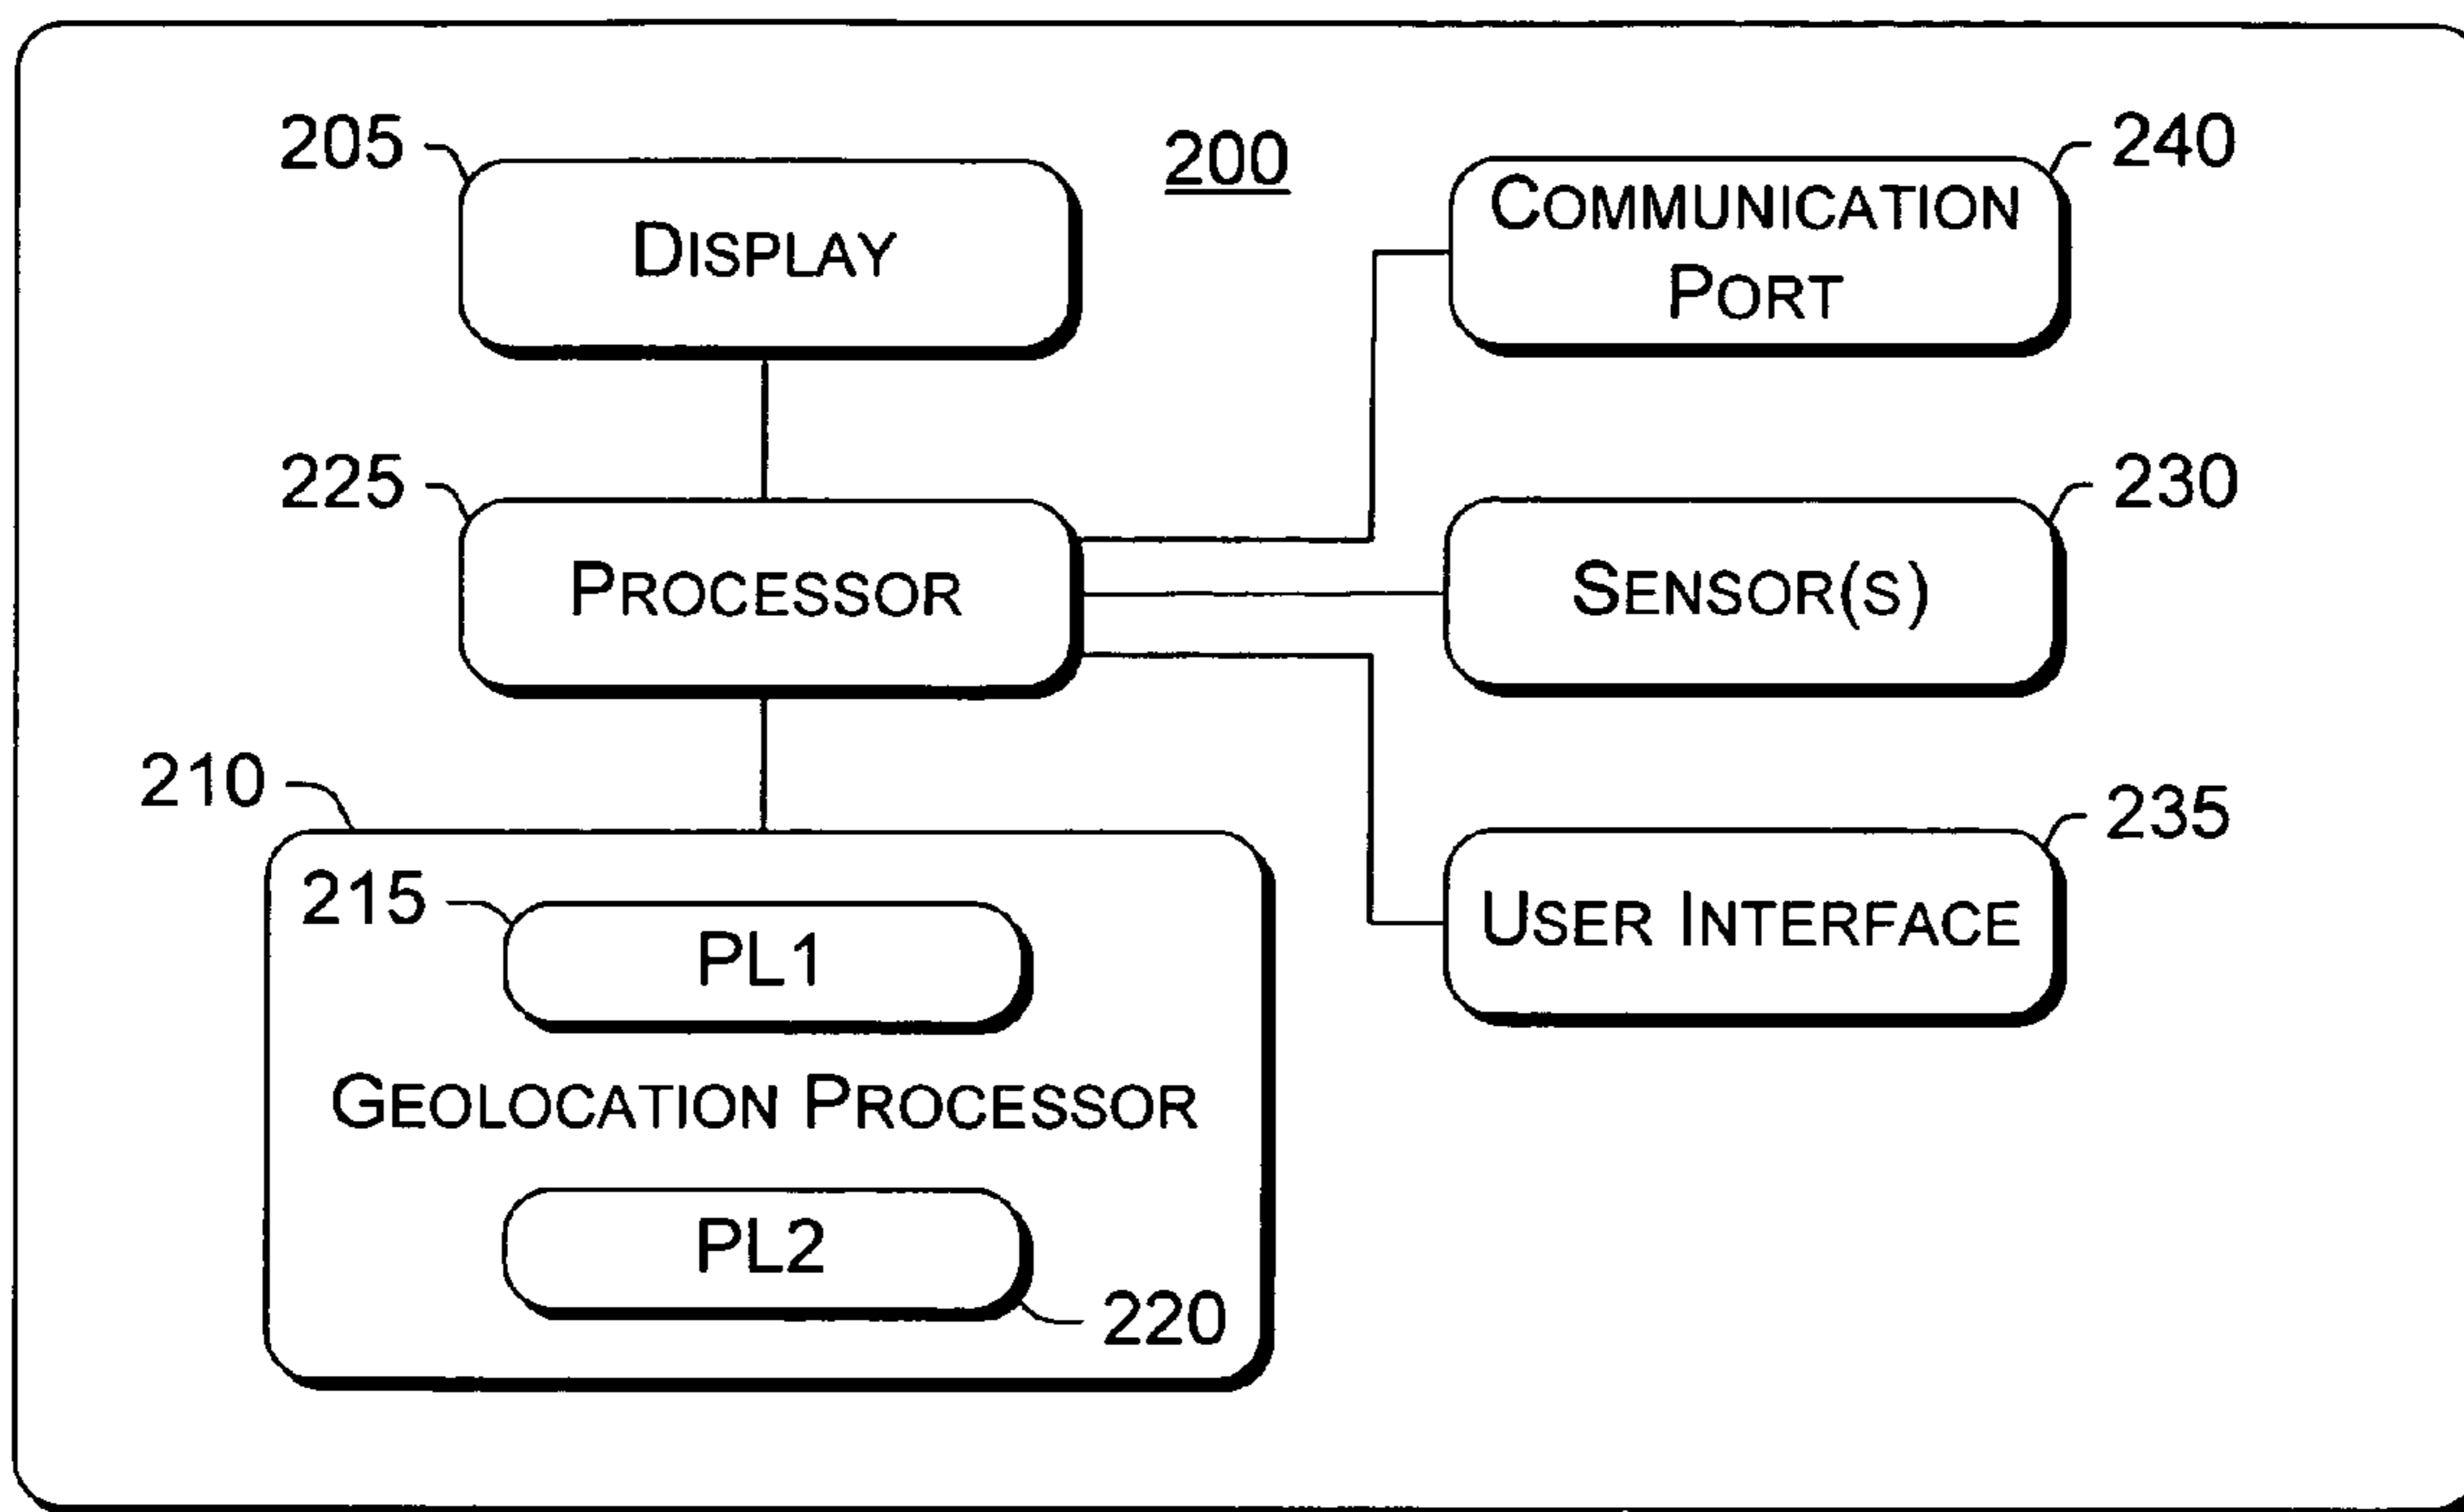 205
DISPLAY
200
240
COMMUNICATION
PORT
225
PROCESSOR
230
SENSOR(S)
210
215
PL1
GEOLOCATION PROCESSOR
PL2
220
235
USER INTERFACE